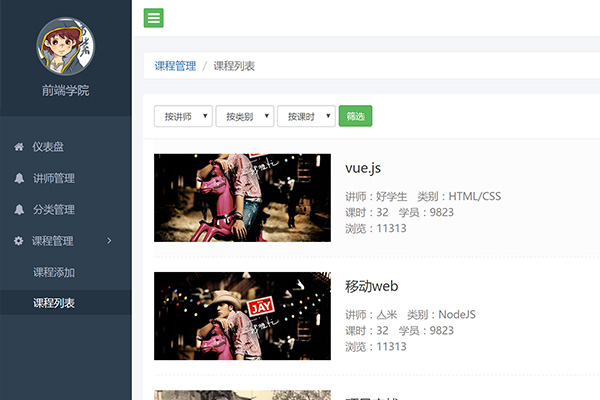 前端学院
仪表盘
讲师管理
分类管理
课程管理
课程添加
课程列表
课程管理 / 课程列表
按讲师 按类别 按课时 筛选
vue.js
讲师：好学生 类别：HTML/CSS
课时：32 学员：9823
浏览：11313
JAY
移动web
讲师：亾米 类别：NodeJS
课时：32 学员：9823
浏览：11313